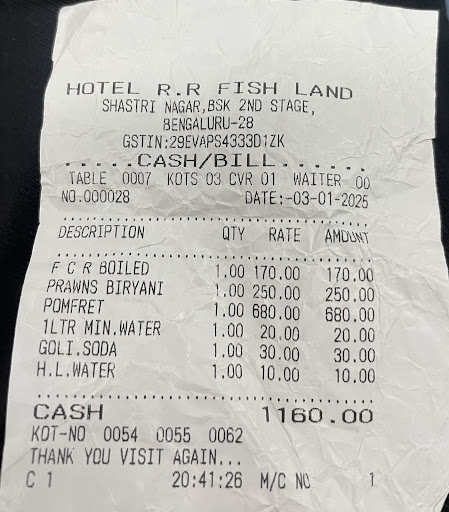 HOTEL R.R FISH LAND
SHASTRI NAGAR,BSK 2ND STAGE,
BENGALURU-28
GSTIN:29EVAPS4333D1ZK
.....CASH/BILL......
TABLE 0007 KOTS 03 CVR 01 WAITER 00
NO.000028 DATE:-03-01-2025
DESCRIPTION QTY RATE AMOUNT
F C R BOILED 1.00 170.00 170.00
PRAWNS BIRYANI 1.00 250.00 250.00
POMFRET 1.00 680.00 680.00
1LTR MIN.WATER 1.00 20.00 20.00
GOLI.SODA 1.00 30.00 30.00
H.L.WATER 1.00 10.00 10.00
CASH 1160.00
KOT-NO 0054 0055 0062
THANK YOU VISIT AGAIN...
C 1 20:41:26 M/C NO 1